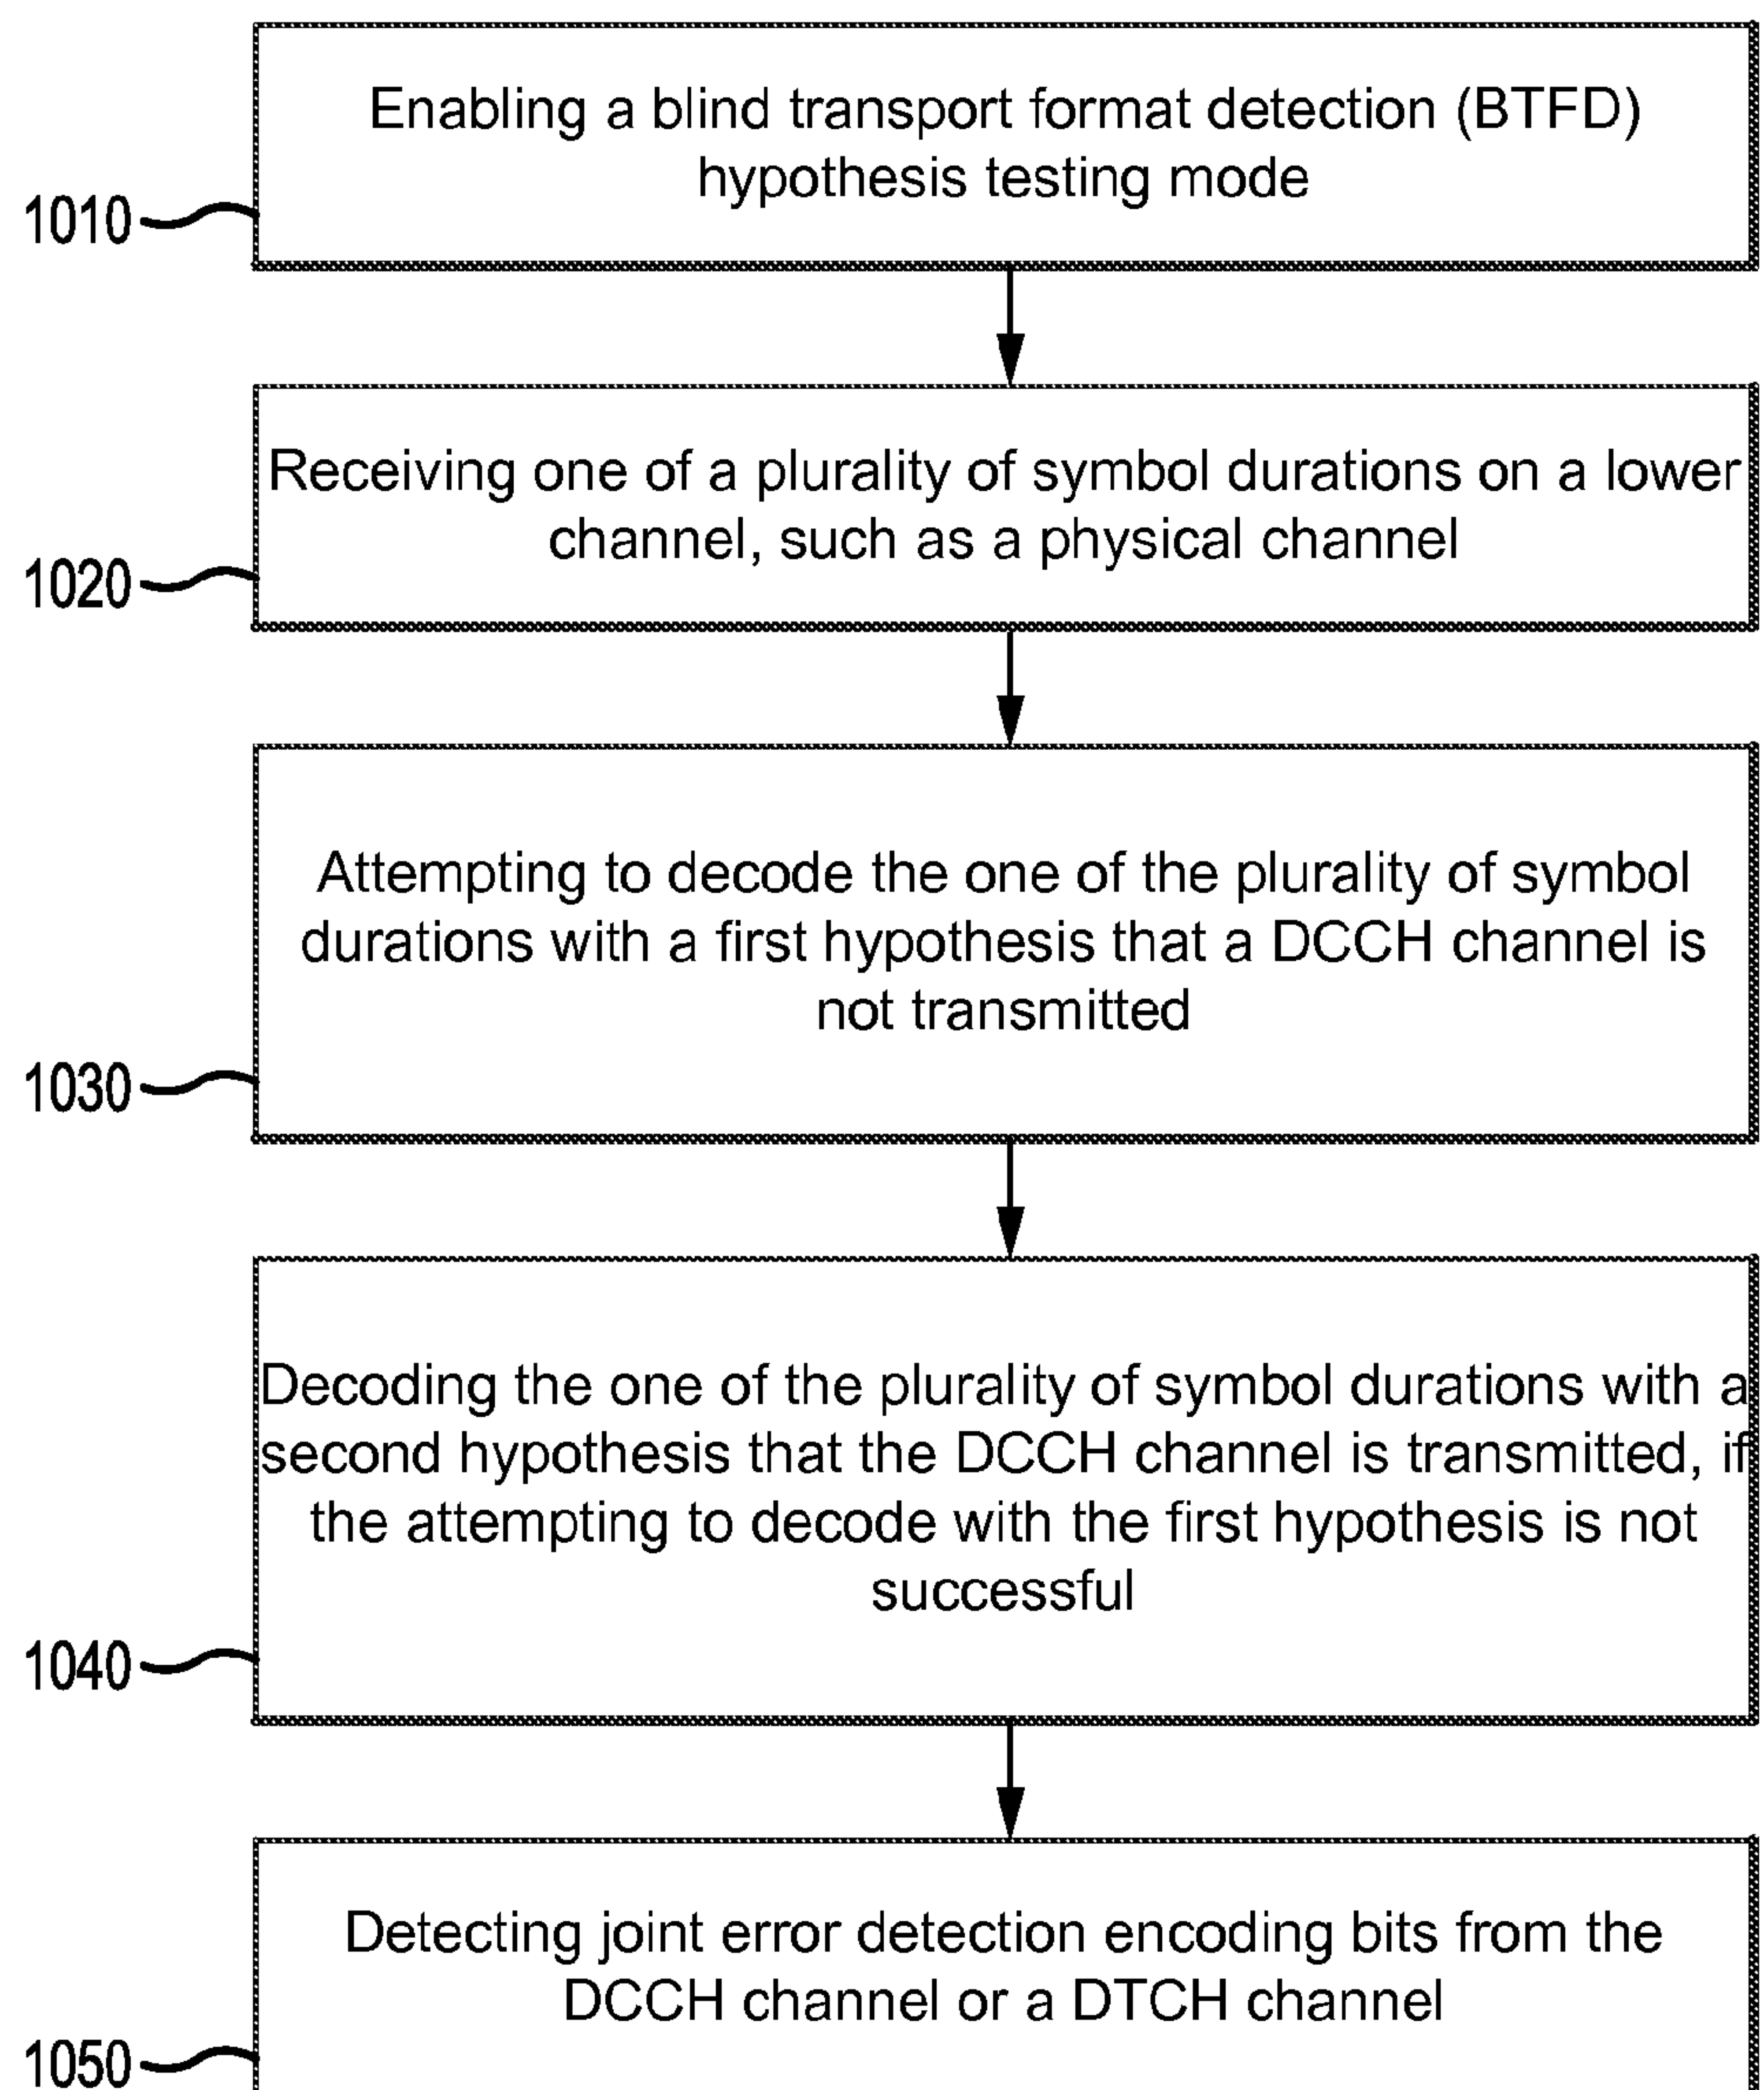 Enabling a blind transport format detection (BTFD)
hypothesis testing mode
1010
Receiving one of a plurality of symbol durations on a lower
channel, such as a physical channel
1020
Attempting to decode the one of the plurality of symbol
durations with a first hypothesis that a DCCH channel is
not transmitted
1030
Decoding the one of the plurality of symbol durations with a
second hypothesis that the DCCH channel is transmitted, if
the attempting to decode with the first hypothesis is not
successful
1040
Detecting joint error detection encoding bits from the
DCCH channel or a DTCH channel
1050